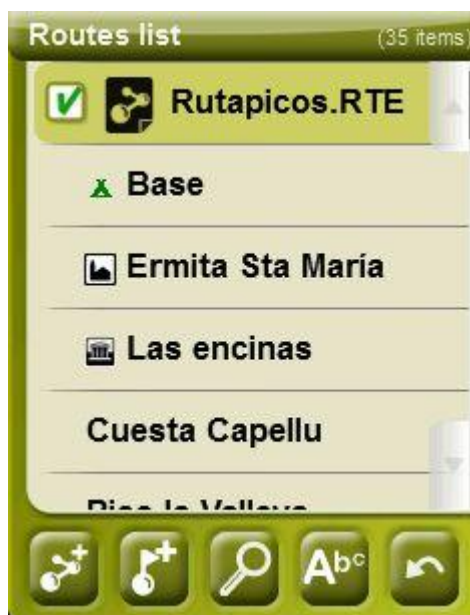 Routes list (35 items)
Rutapicos.RTE
Base
Ermita Sta María
Las encinas
Cuesta Capellu
Abc